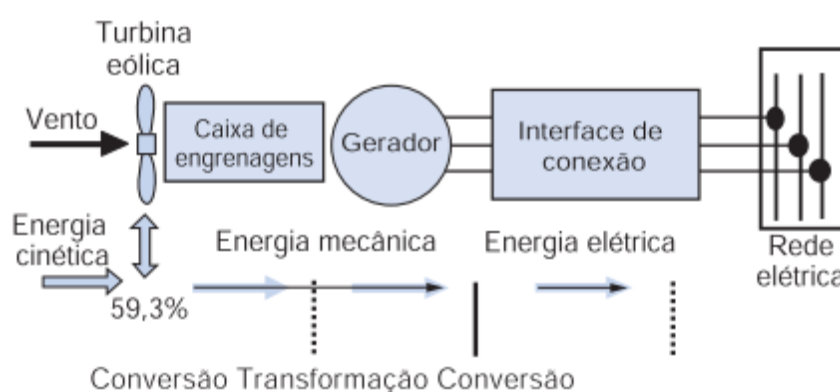 Turbina
eólica
Vento
Caixa de
engrenagens
Gerador
Interface de
conexão
Rede
elétrica
Energia
cinética
59,3%
Energia mecânica
Energia elétrica
Conversão Transformação Conversão